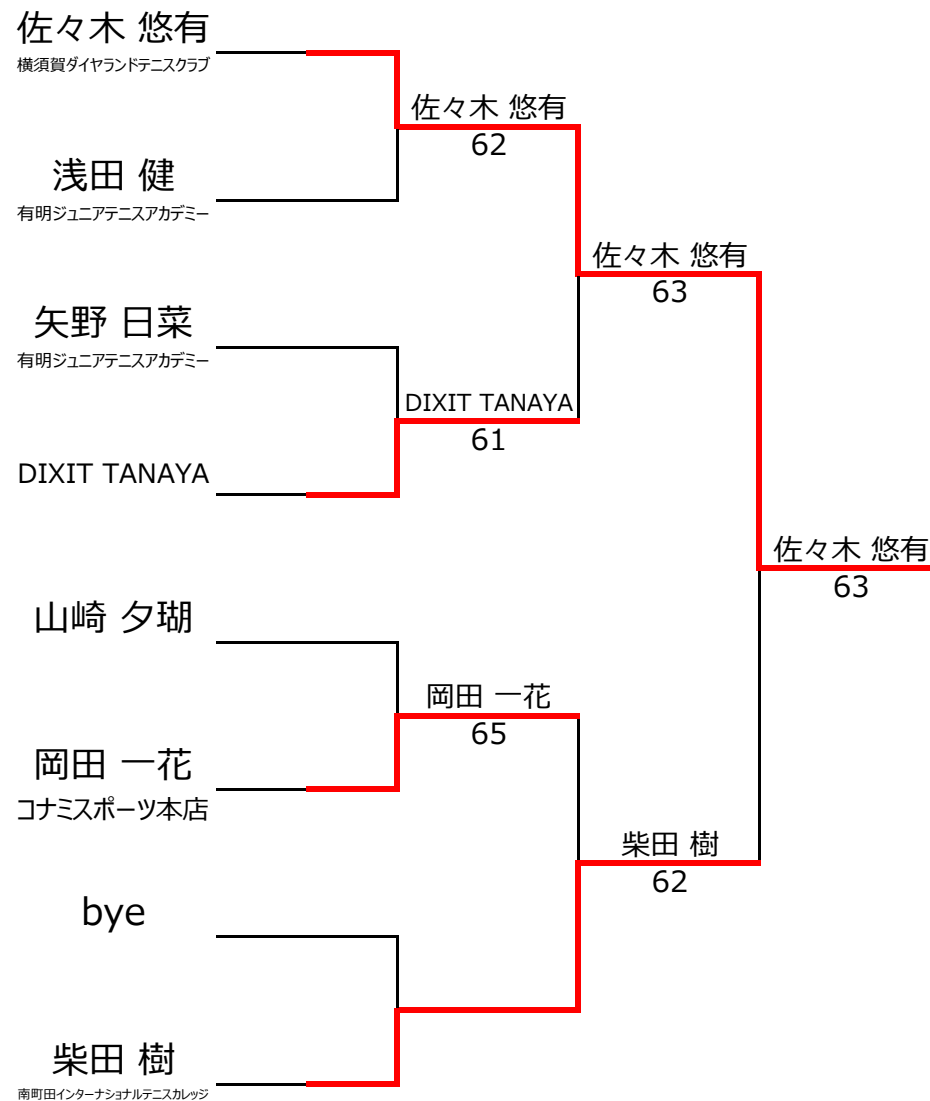 佐々木 悠有
横須賀ダイヤランドテニスクラブ
佐々木 悠有
62
浅田 健
有明ジュニアテニスアカデミー
佐々木 悠有
63
矢野 日菜
有明ジュニアテニスアカデミー
DIXIT TANAYA
61
DIXIT TANAYA
佐々木 悠有
63
山崎 夕瑚
岡田 一花
65
岡田 一花
コナミスポーツ本店
柴田 樹
62
bye
柴田 樹
南町田インターナショナルテニスカレッジ